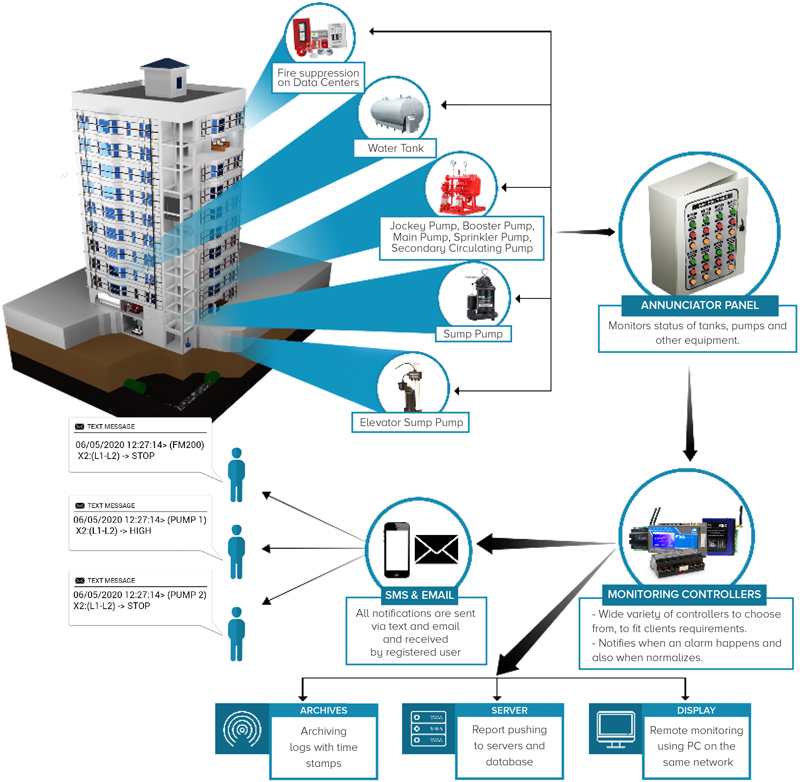 Fire suppression
on Data Centers
Water Tank
Jockey Pump, Booster Pump,
Main Pump, Sprinkler Pump,
Secondary Circulating Pump
Sump Pump
Elevator Sump Pump
ANNUNCIATOR PANEL
Monitors status of tanks, pumps and
other equipment.
TEXT MESSAGE
06/05/2020 12:27:14> (FM200)
X2:(L1-L2) -> STOP
TEXT MESSAGE
06/05/2020 12:27:14> (PUMP 1)
X2:(L1-L2) -> HIGH
TEXT MESSAGE
06/05/2020 12:27:14> (PUMP 2)
X2:(L1-L2) -> STOP
SMS & EMAIL
All notifications are sent
via text and email
and received
by registered user
MONITORING CONTROLLERS
- Wide variety of controllers to choose
from, to fit clients requirements.
- Notifies when an alarm happens and
also when normalizes.
ARCHIVES
Archiving
logs with time
stamps
SERVER
Report pushing
to servers and
database
DISPLAY
Remote monitoring
using PC on the
same network